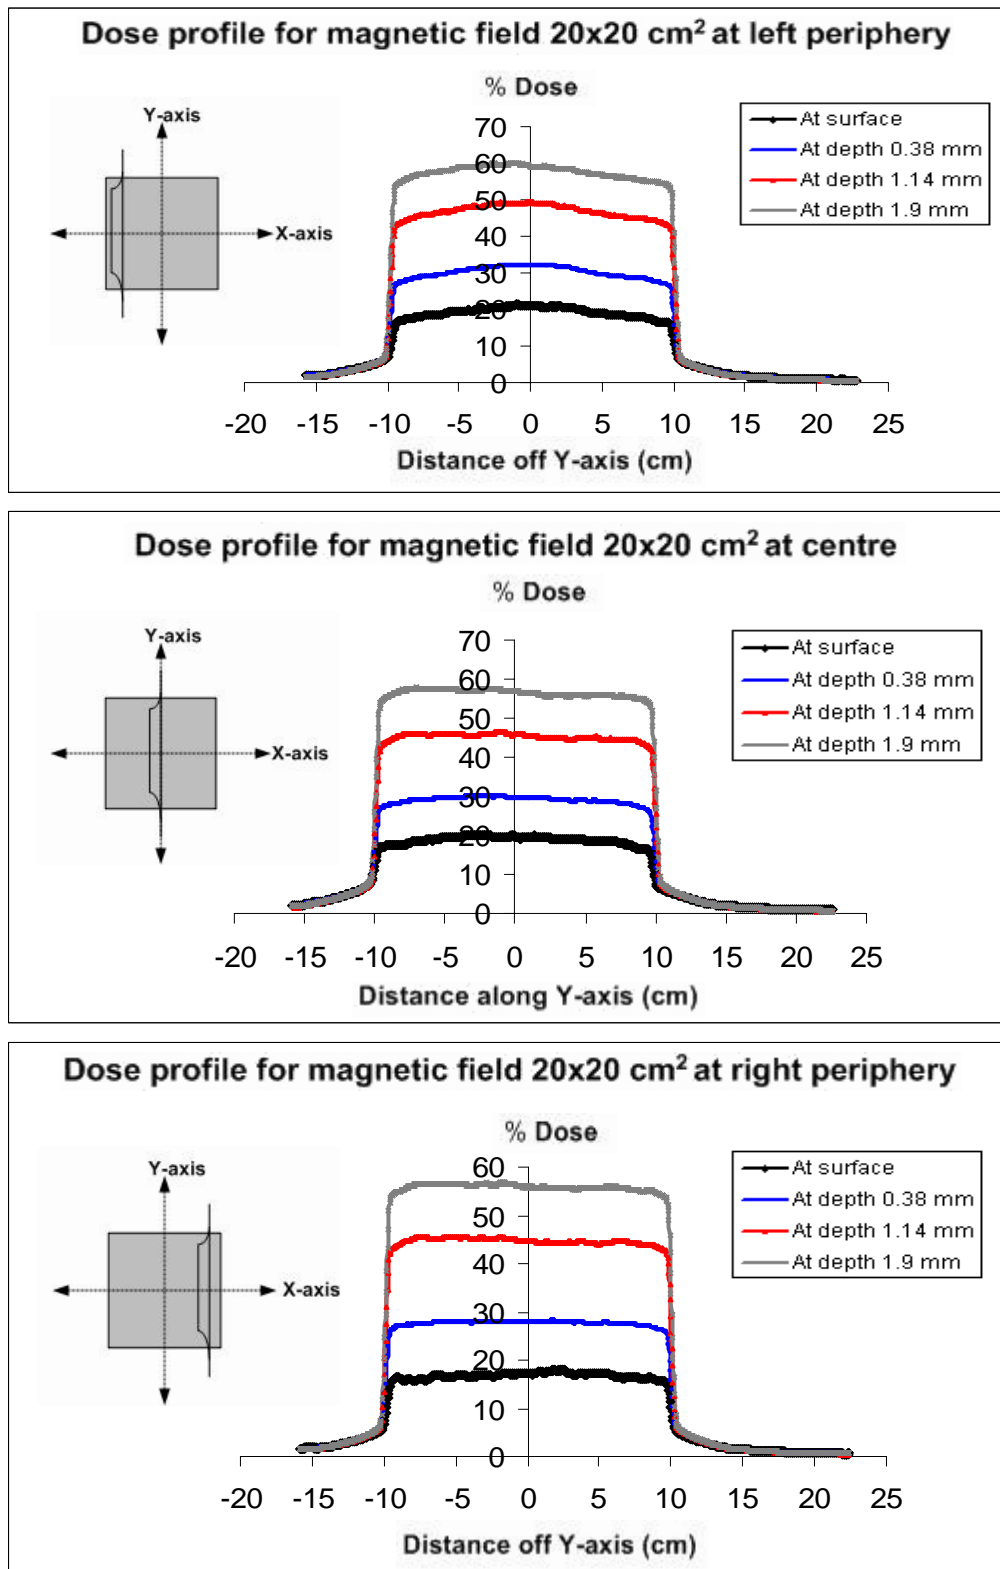 Dose profile for magnetic field 20x20 cm² at left periphery
% Dose
Y-axis
X-axis
At surface
At depth 0.38 mm
At depth 1.14 mm
At depth 1.9 mm
70
60
50
40
30
20
10
0
-20 -15 -10 -5 0 5 10 15 20 25
Distance off Y-axis (cm)
Dose profile for magnetic field 20x20 cm² at centre
% Dose
Y-axis
X-axis
At surface
At depth 0.38 mm
At depth 1.14 mm
At depth 1.9 mm
70
60
50
40
30
20
10
0
-20 -15 -10 -5 0 5 10 15 20 25
Distance along Y-axis (cm)
Dose profile for magnetic field 20x20 cm² at right periphery
% Dose
Y-axis
X-axis
At surface
At depth 0.38 mm
At depth 1.14 mm
At depth 1.9 mm
60
50
40
30
20
10
0
-20 -15 -10 -5 0 5 10 15 20 25
Distance off Y-axis (cm)